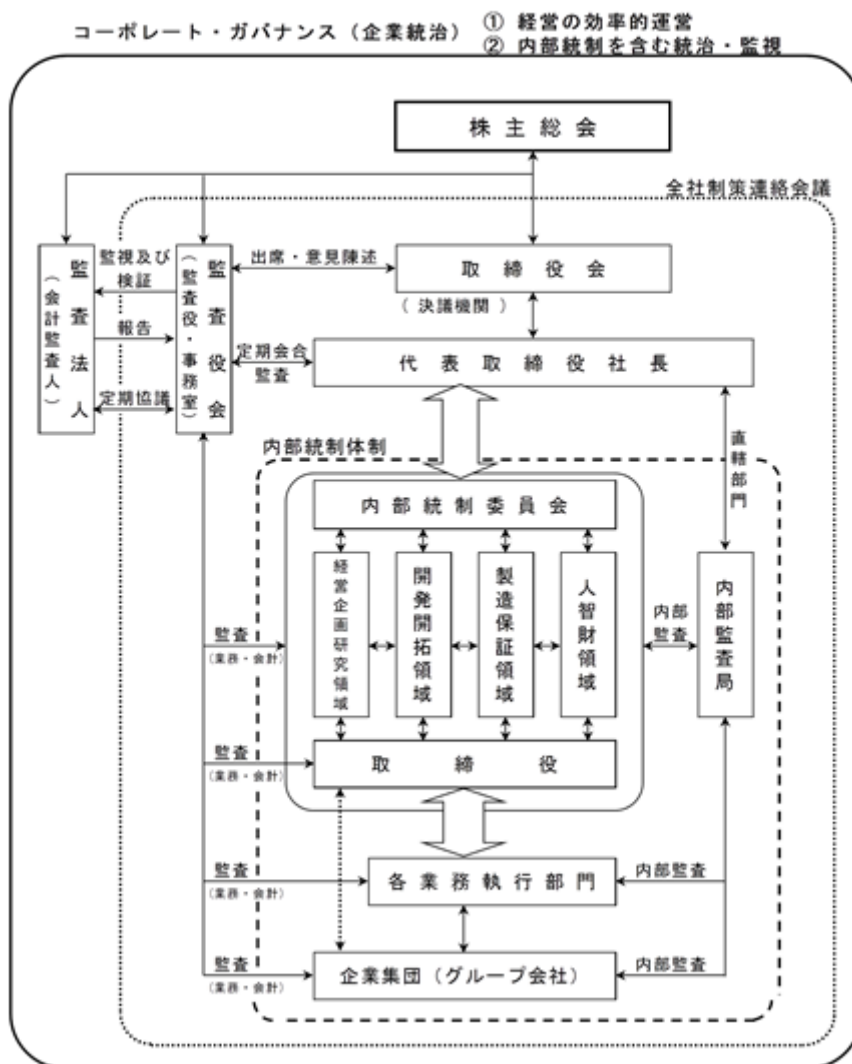 コーポレート・ガバナンス（企業統治）
① 経営の効率的運営
② 内部統制を含む統治・監視
株主総会
全社制策連絡会議
監査法人
（会計監査人）
監視及び
検証
報告
定期協議
監査役会
（監査役・事務室）
出席・意見陳述
取締役会
（決議機関）
定期会合
監査
代表取締役社長
直轄部門
内部統制体制
内部統制委員会
経営企画研究領域
開発開拓領域
製造保証領域
人智財領域
内部
監査
内部監査局
監査
（業務・会計）
取締役
監査
（業務・会計）
各業務執行部門
監査
（業務・会計）
内部監査
企業集団（グループ会社）
監査
（業務・会計）
内部監査